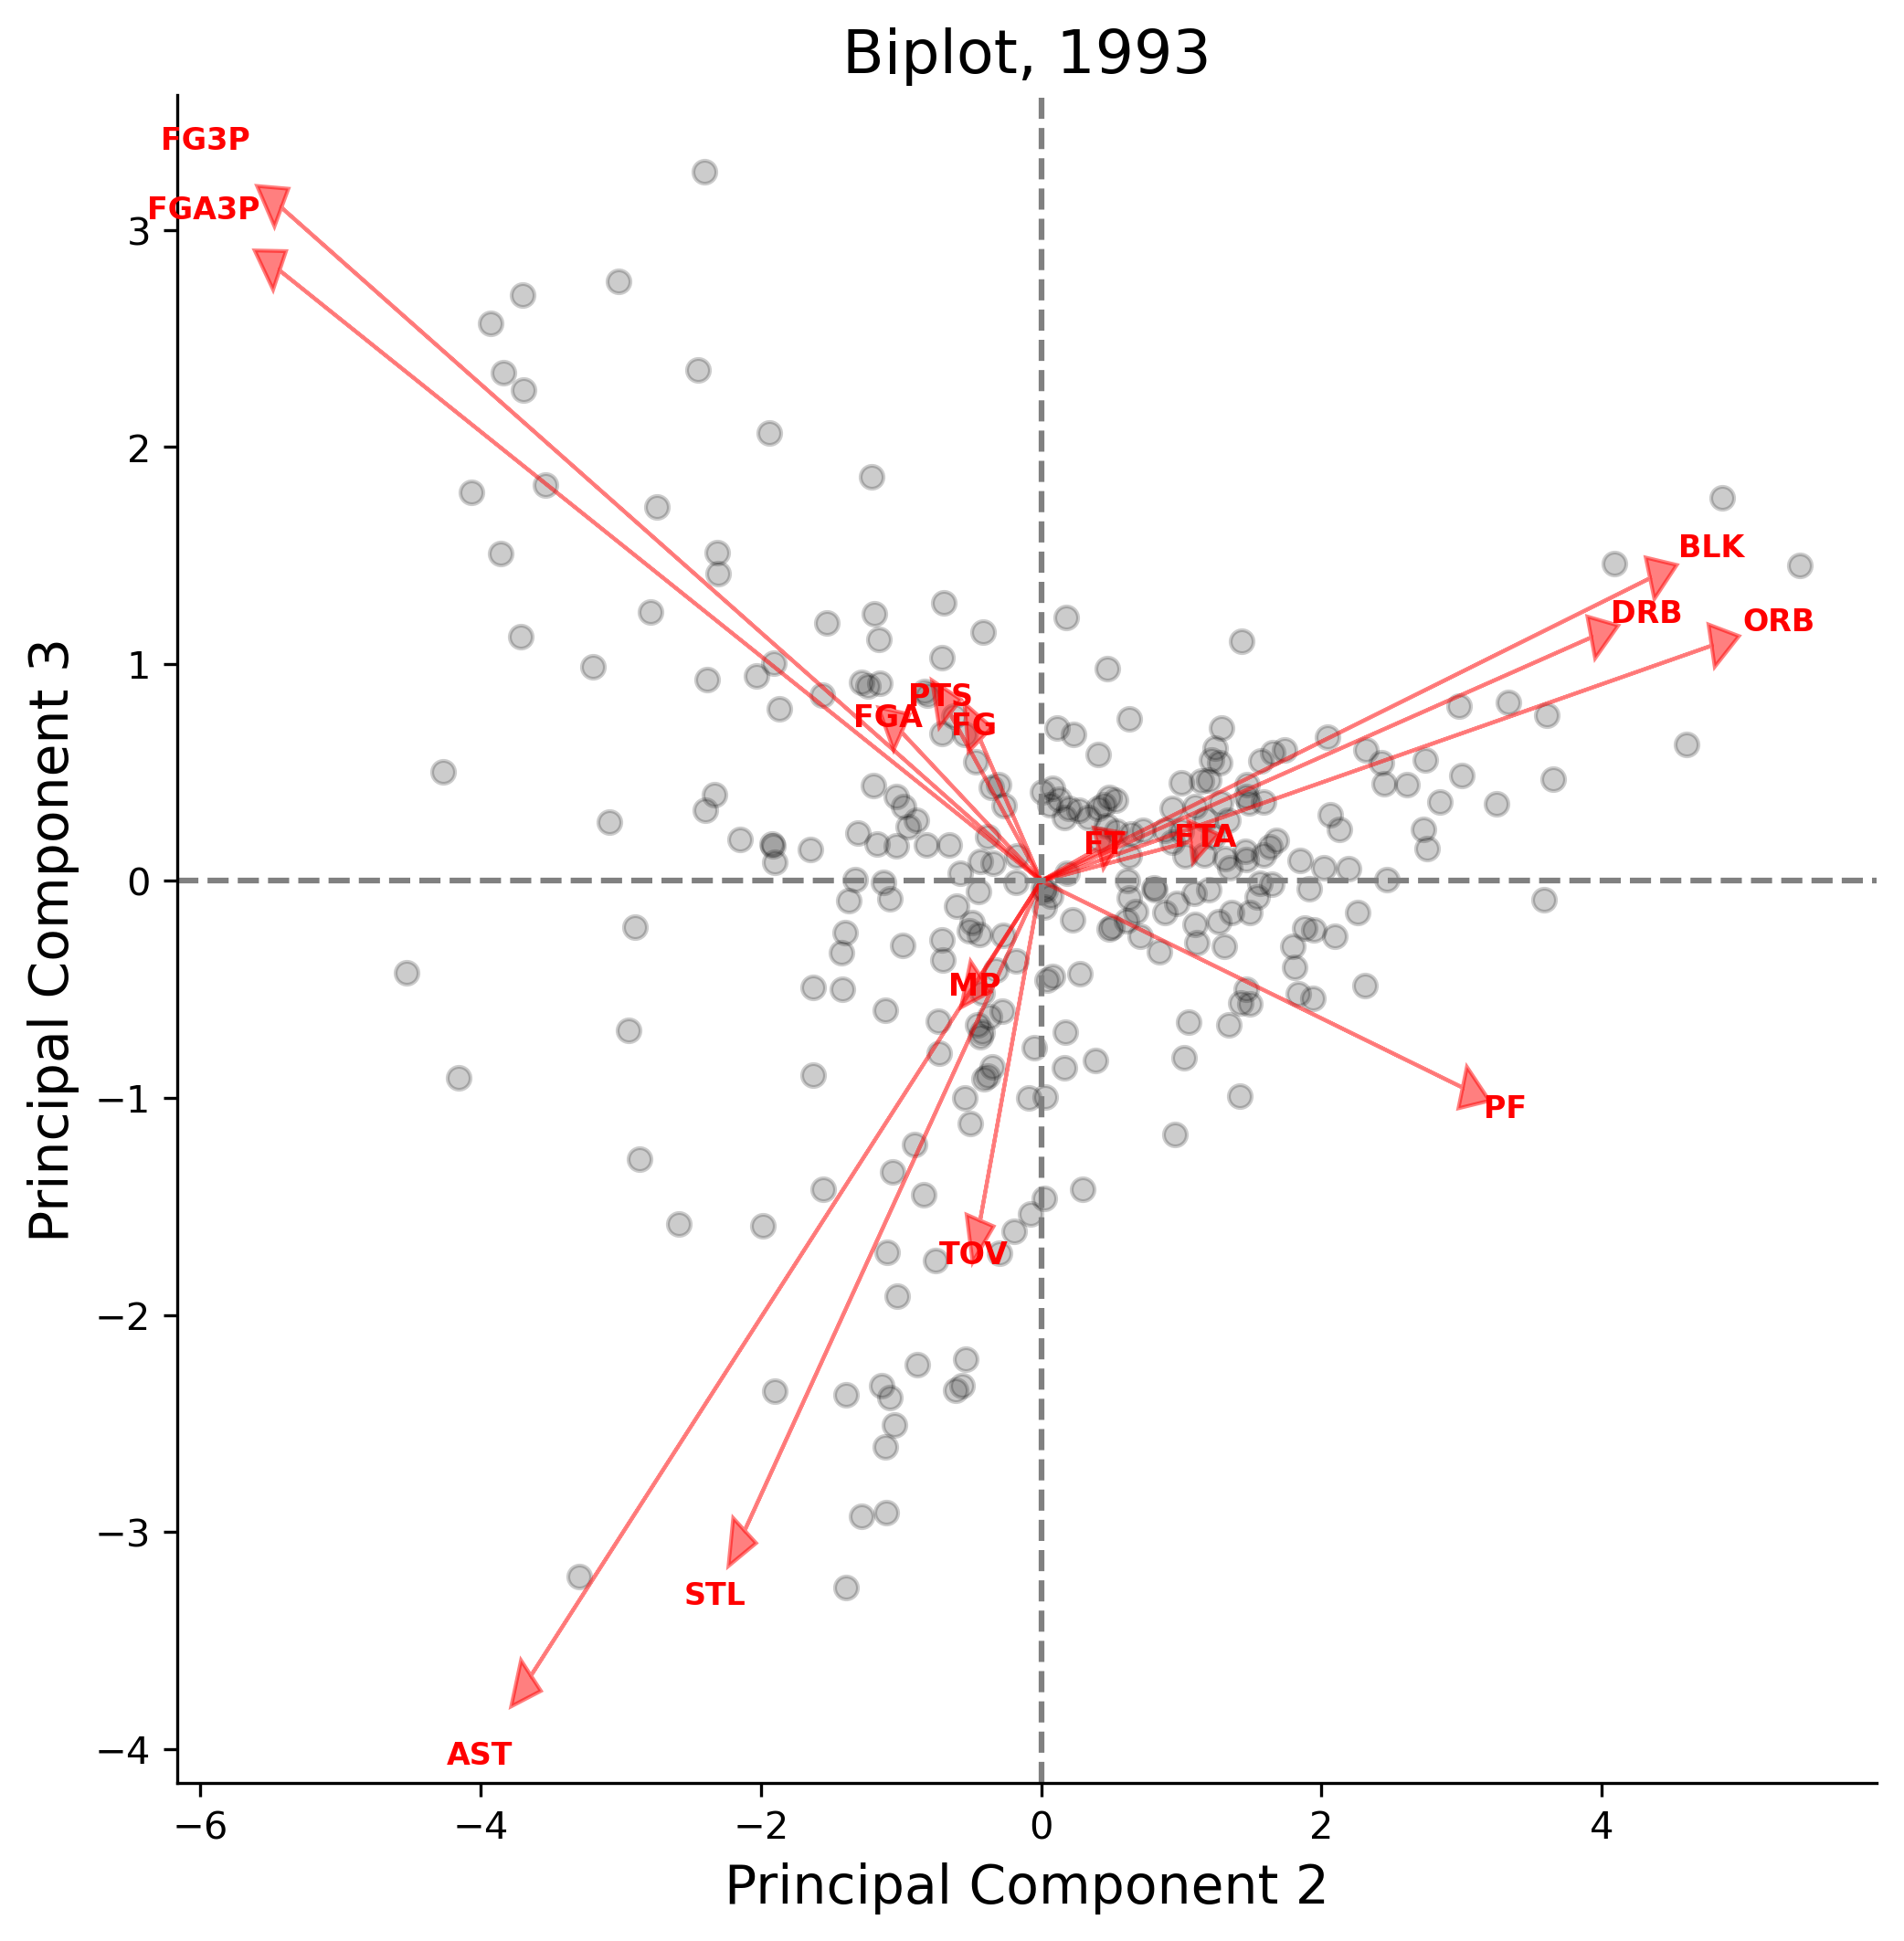 Biplot, 1993
FG3P
FGA3P
BLK
DRB
ORB
PTS
FGA
FG
FT
FTA
MP
PF
TOV
STL
AST
3
2
1
0
−1
−2
−3
−4
Principal Component 3
−6
−4
−2
0
2
4
Principal Component 2